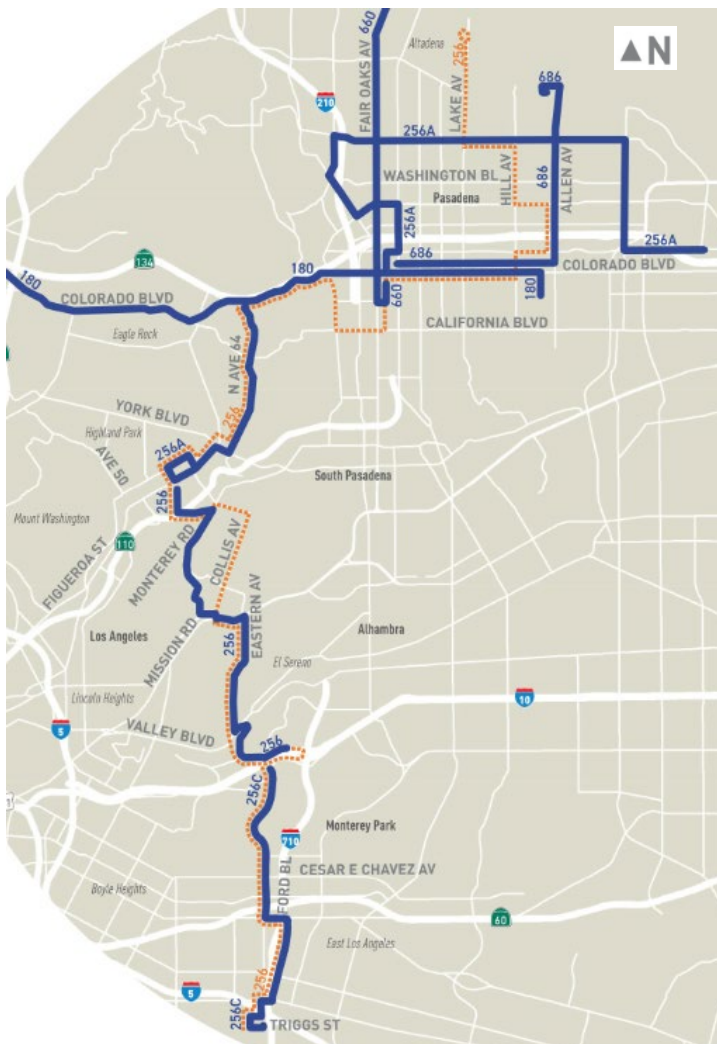 660
FAIR OAKS AV
Altadena
256
LAKE AV
▲N
686
210
256A
WASHINGTON BL
HILL AV
686
ALLEN AV
Pasadena
256A
256A
134
180
686
COLORADO BLVD
180
COLORADO BLVD
660
180
CALIFORNIA BLVD
Eagle Rock
N AVE 64
YORK BLVD
256
Highland Park
256A
AVE 50
South Pasadena
256
Mount Washington
110
MONTEREY RD
COLLIS AV
FIGUEROA ST
EASTERN AV
Los Angeles
MISSION RD
256
Alhambra
El Sereno
Lincoln Heights
10
5
VALLEY BLVD
256
256C
710
Monterey Park
CESAR E CHAVEZ AV
FORD BL
Boyle Heights
60
East Los Angeles
256
5
256C
TRIGGS ST